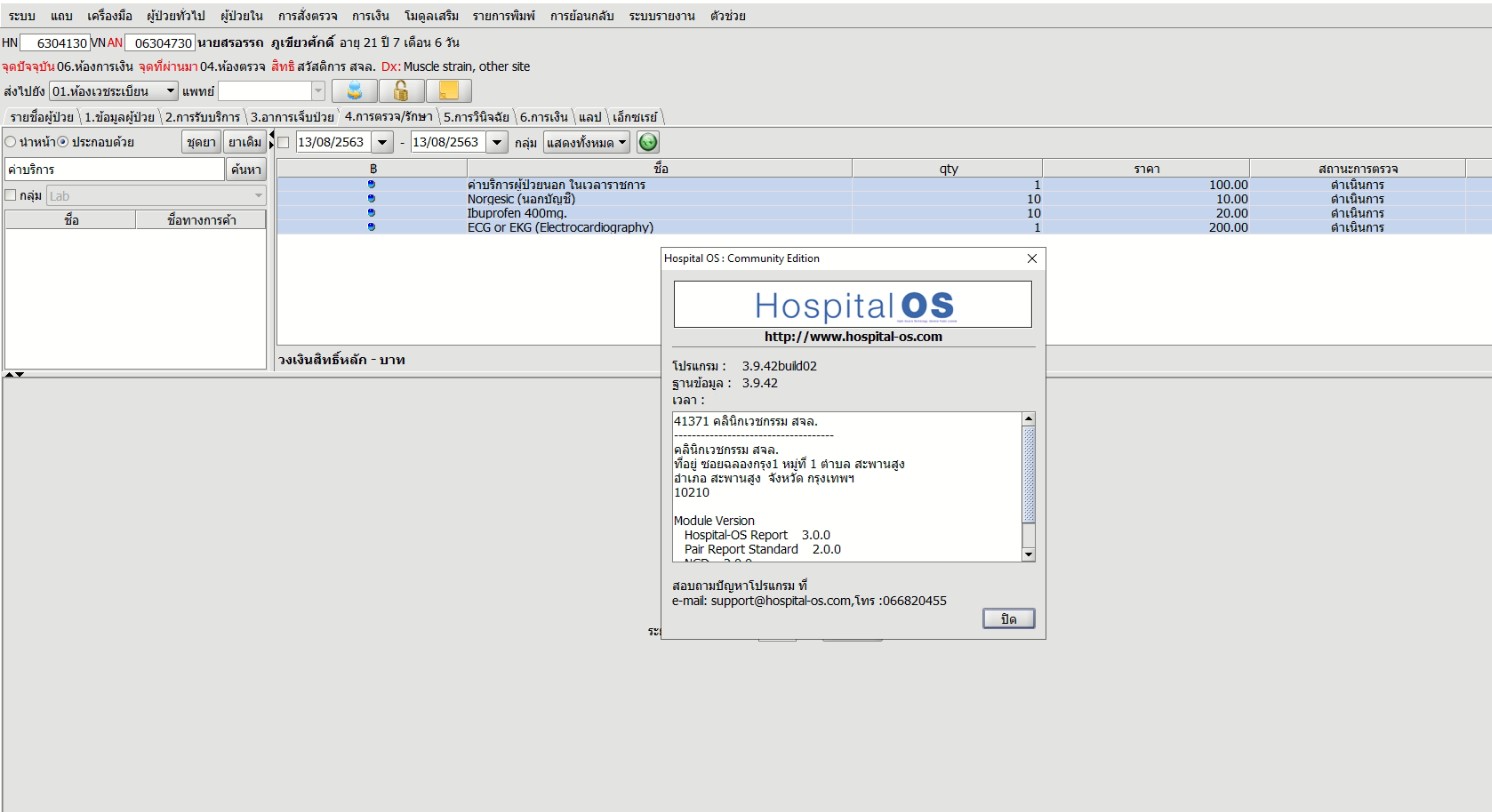 ระบบ แถบ เครื่องมือ ผู้ป่วยทั่วไป ผู้ป่วยใน การสั่งตรวจ การเงิน โมดูลเสริม รายการพิมพ์ การย้อนกลับ ระบบรายงาน ตัวช่วย
HN 6304130 VN AN 06304730 นายสรอรรถ ภูเขียวศักดิ์ อายุ 21 ปี 7 เดือน 6 วัน
จุดปัจจุบัน 06.ห้องการเงิน จุดที่ผ่านมา 04.ห้องตรวจ สิทธิ สวัสดิการ สจล. Dx: Muscle strain, other site
ส่งไปยัง 01.ห้องเวชระเบียน แพทย์
รายชื่อผู้ป่วย 1.ข้อมูลผู้ป่วย 2.การรับบริการ 3.อาการเจ็บป่วย 4.การตรวจ/รักษา 5.การวินิจฉัย 6.การเงิน แลป เอ็กซเรย์
นำหน้า ประกอบด้วย ชุดยา ยาเดิม 13/08/2563 - 13/08/2563 กลุ่ม แสดงทั้งหมด
ค่าบริการ ค้นหา
B ชื่อ qty ราคา สถานะการตรวจ
ค่าบริการผู้ป่วยนอก ในเวลาราชการ 1 100.00 ดำเนินการ
กลุ่ม Lab
Norgesic (นอกบัญชี) 10 10.00 ดำเนินการ
Ibuprofen 400mg. 10 20.00 ดำเนินการ
ชื่อ ชื่อทางการค้า
ECG or EKG (Electrocardiography) 1 200.00 ดำเนินการ
Hospital OS : Community Edition
Hospital OS
http://www.hospital-os.com
วงเงินสิทธิ์หลัก - บาท
โปรแกรม : 3.9.42build02
ฐานข้อมูล : 3.9.42
เวลา :
41371 คลินิกเวชกรรม สจล.
------------------------------------
คลินิกเวชกรรม สจล.
ที่อยู่ ซอยฉลองกรุง1 หมู่ที่ 1 ตำบล สะพานสูง
อำเภอ สะพานสูง จังหวัด กรุงเทพฯ
10210
Module Version
Hospital-OS Report 3.0.0
Pair Report Standard 2.0.0
สอบถามปัญหาโปรแกรม ที่
e-mail: support@hospital-os.com,โทร :066820455
ปิด